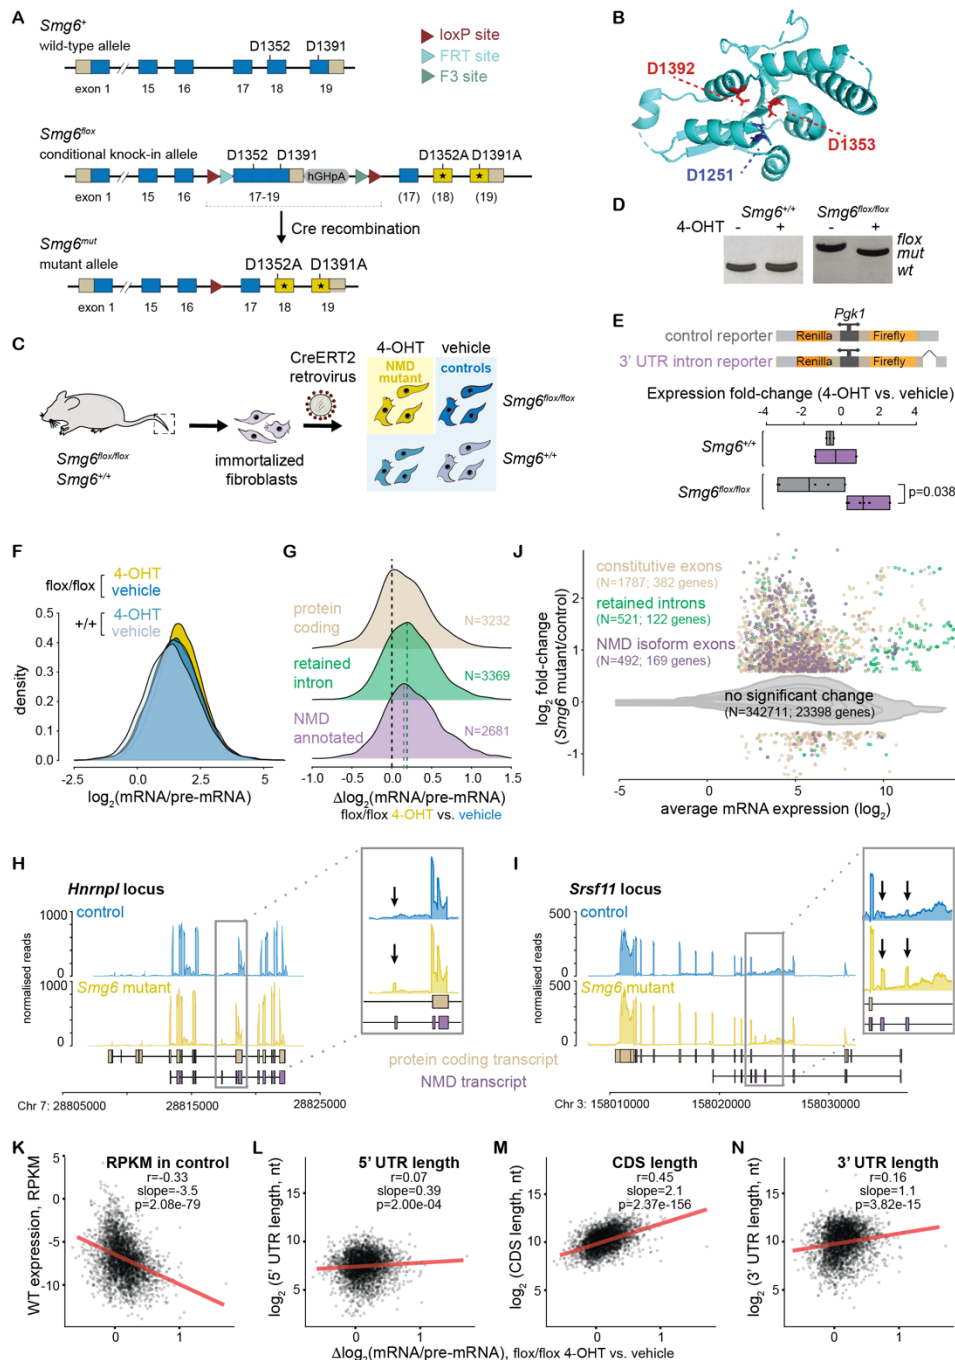 A
Smg6+
wild-type allele
D1352 D1391
exon 1 15 16 17 18 19
loxP site
FRT site
F3 site
Smg6flox
conditional knock-in allele
D1352 D1391 D1352A D1391A
hGHpA
exon 1 15 16 17-19 (17) (18) (19)
Cre recombination
Smg6mut
mutant allele
D1352A D1391A
exon 1 15 16 17 18 19
B
D1392
D1353
D1251
C
4-OHT vehicle
CreERT2
retrovirus
NMD
mutant
controls
Smg6flox/flox
Smg6+/+
Smg6flox/flox
Smg6+/+
immortalized
fibroblasts
D
Smg6+/+ Smg6flox/flox
4-OHT - + - +
flox
mut
wt
E
Pgk1
control reporter Renilla Firefly
3' UTR intron reporter Renilla Firefly
Expression fold-change (4-OHT vs. vehicle)
-4 -2 0 2 4
Smg6+/+
Smg6flox/flox
p=0.038
F
flox/flox 4-OHT
vehicle
+/+ 4-OHT
vehicle
density
0.5
0.4
0.3
0.2
0.1
0.0
-2.5 0.0 2.5 5.0
log2(mRNA/pre-mRNA)
G
protein
coding
N=3232
retained
intron
N=3369
NMD
annotated
N=2681
-1.0 -0.5 0.0 0.5 1.0 1.5
Δlog2(mRNA/pre-mRNA)
flox/flox 4-OHT vs. vehicle
J
constitutive exons
(N=1787; 382 genes)
retained introns
(N=521; 122 genes)
NMD isoform exons
(N=492; 169 genes)
no significant change
(N=342711; 23398 genes)
log2 fold-change
(Smg6 mutant/control)
2
1
0
-1
-5 0 5 10
average mRNA expression (log2)
H
Hnrnpl locus
control
1000
0
Smg6 mutant
1000
0
normalised reads
Chr 7: 28805000 28815000 28825000
protein coding transcript
NMD transcript
I
Srsf11 locus
control
500
0
Smg6 mutant
500
0
normalised reads
Chr 3: 158010000 158020000 158030000
K
RPKM in control
r=-0.33
slope=-3.5
p=2.08e-79
WT expression, RPKM
5
0
-5
-10
0 1
L
5' UTR length
r=0.07
slope=0.39
p=2.00e-04
log2 (5' UTR length, nt)
15
10
5
0 1
M
CDS length
r=0.45
slope=2.1
p=2.37e-156
log2 (CDS length, nt)
15
10
5
0 1
N
3' UTR length
r=0.16
slope=1.1
p=3.82e-15
log2 (3' UTR length, nt)
15
10
5
0 1
Δlog2(mRNA/pre-mRNA), flox/flox 4-OHT vs. vehicle